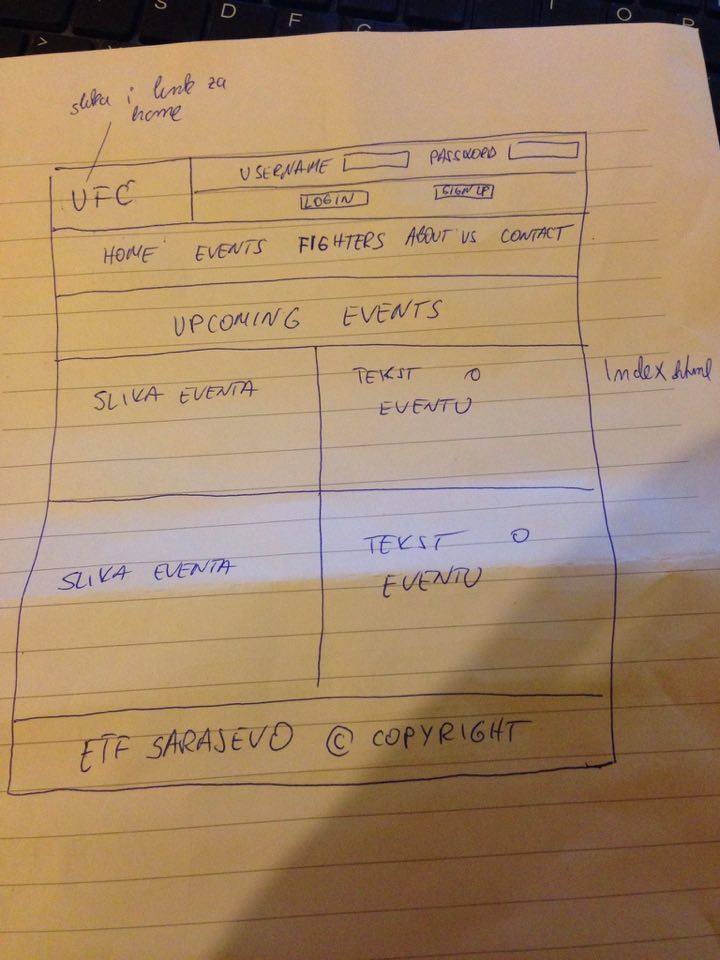 S D F
O P
>
slika i link za
home
UFC
USERNAME PASSWORD
LOGIN SIGN UP
HOME EVENTS FIGHTERS ABOUT US CONTACT
UPCOMING EVENTS
SLIKA EVENTA
TEKST O
EVENTU
Index.html
SLIKA EVENTA
TEKST O
EVENTU
ETF SARAJEVO © COPYRIGHT